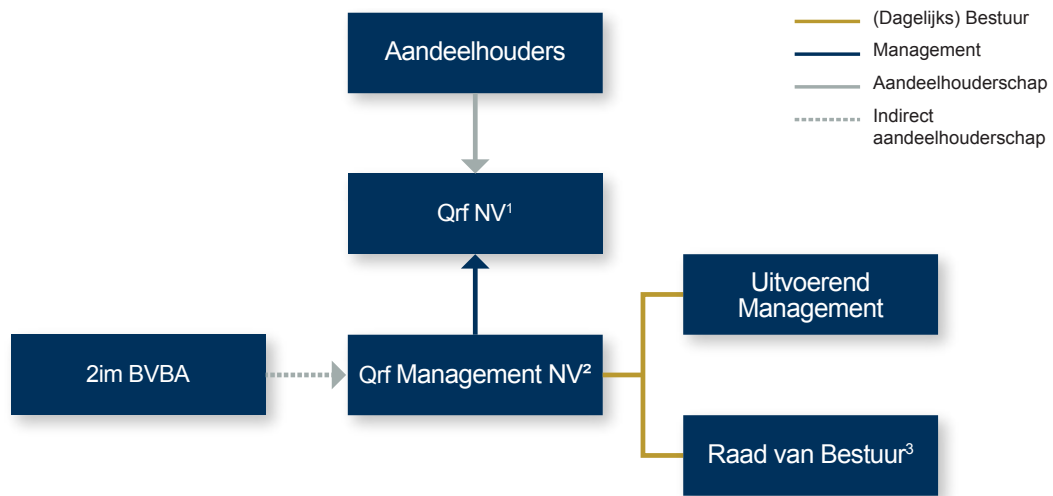 Aandeelhouders
(Dagelijks) Bestuur
Management
Aandeelhouderschap
Indirect
aandeelhouderschap
Qrf NV¹
Uitvoerend
Management
2im BVBA
Qrf Management NV²
Raad van Bestuur³